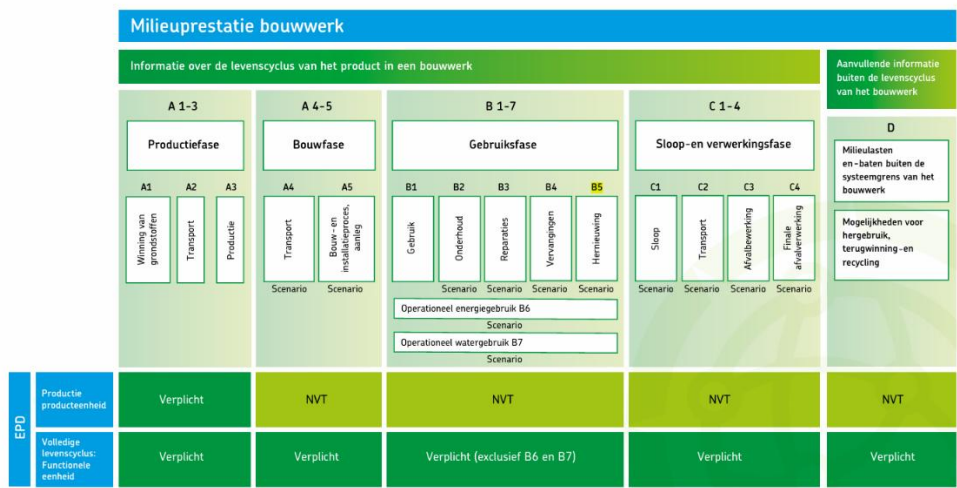 Milieuprestatie bouwwerk
Informatie over de levenscyclus van het product in een bouwwerk
Aanvullende informatie
buiten de levenscyclus
van het bouwwerk
A 1-3
Productiefase
A1
A2
A3
Winning van
grondstoffen
Transport
Productie
A 4-5
Bouwfase
A4
A5
Transport
Bouw- en
installatieproces,
aanleg
Scenario
Scenario
B 1-7
Gebruiksfase
B1
B2
B3
B4
B5
Gebruik
Onderhoud
Reparaties
Vervangingen
Hernieuwing
Scenario
Scenario
Scenario
Scenario
Operationeel energiegebruik B6
Scenario
Operationeel watergebruik B7
Scenario
C 1-4
Sloop-en verwerkingsfase
C1
C2
C3
C4
Sloop
Transport
Afvalbewerking
Finale
afvalverwerking
Scenario
Scenario
Scenario
Scenario
D
Milieulasten
en-baten buiten de
systeemgrens van het
bouwwerk
Mogelijkheden voor
hergebruik,
terugwinning-en
recycling
EPD
Productie
producteenheid
Verplicht
NVT
NVT
NVT
NVT
Volledige
levenscyclus:
Functionele
eenheid
Verplicht
Verplicht
Verplicht (exclusief B6 en B7)
Verplicht
Verplicht